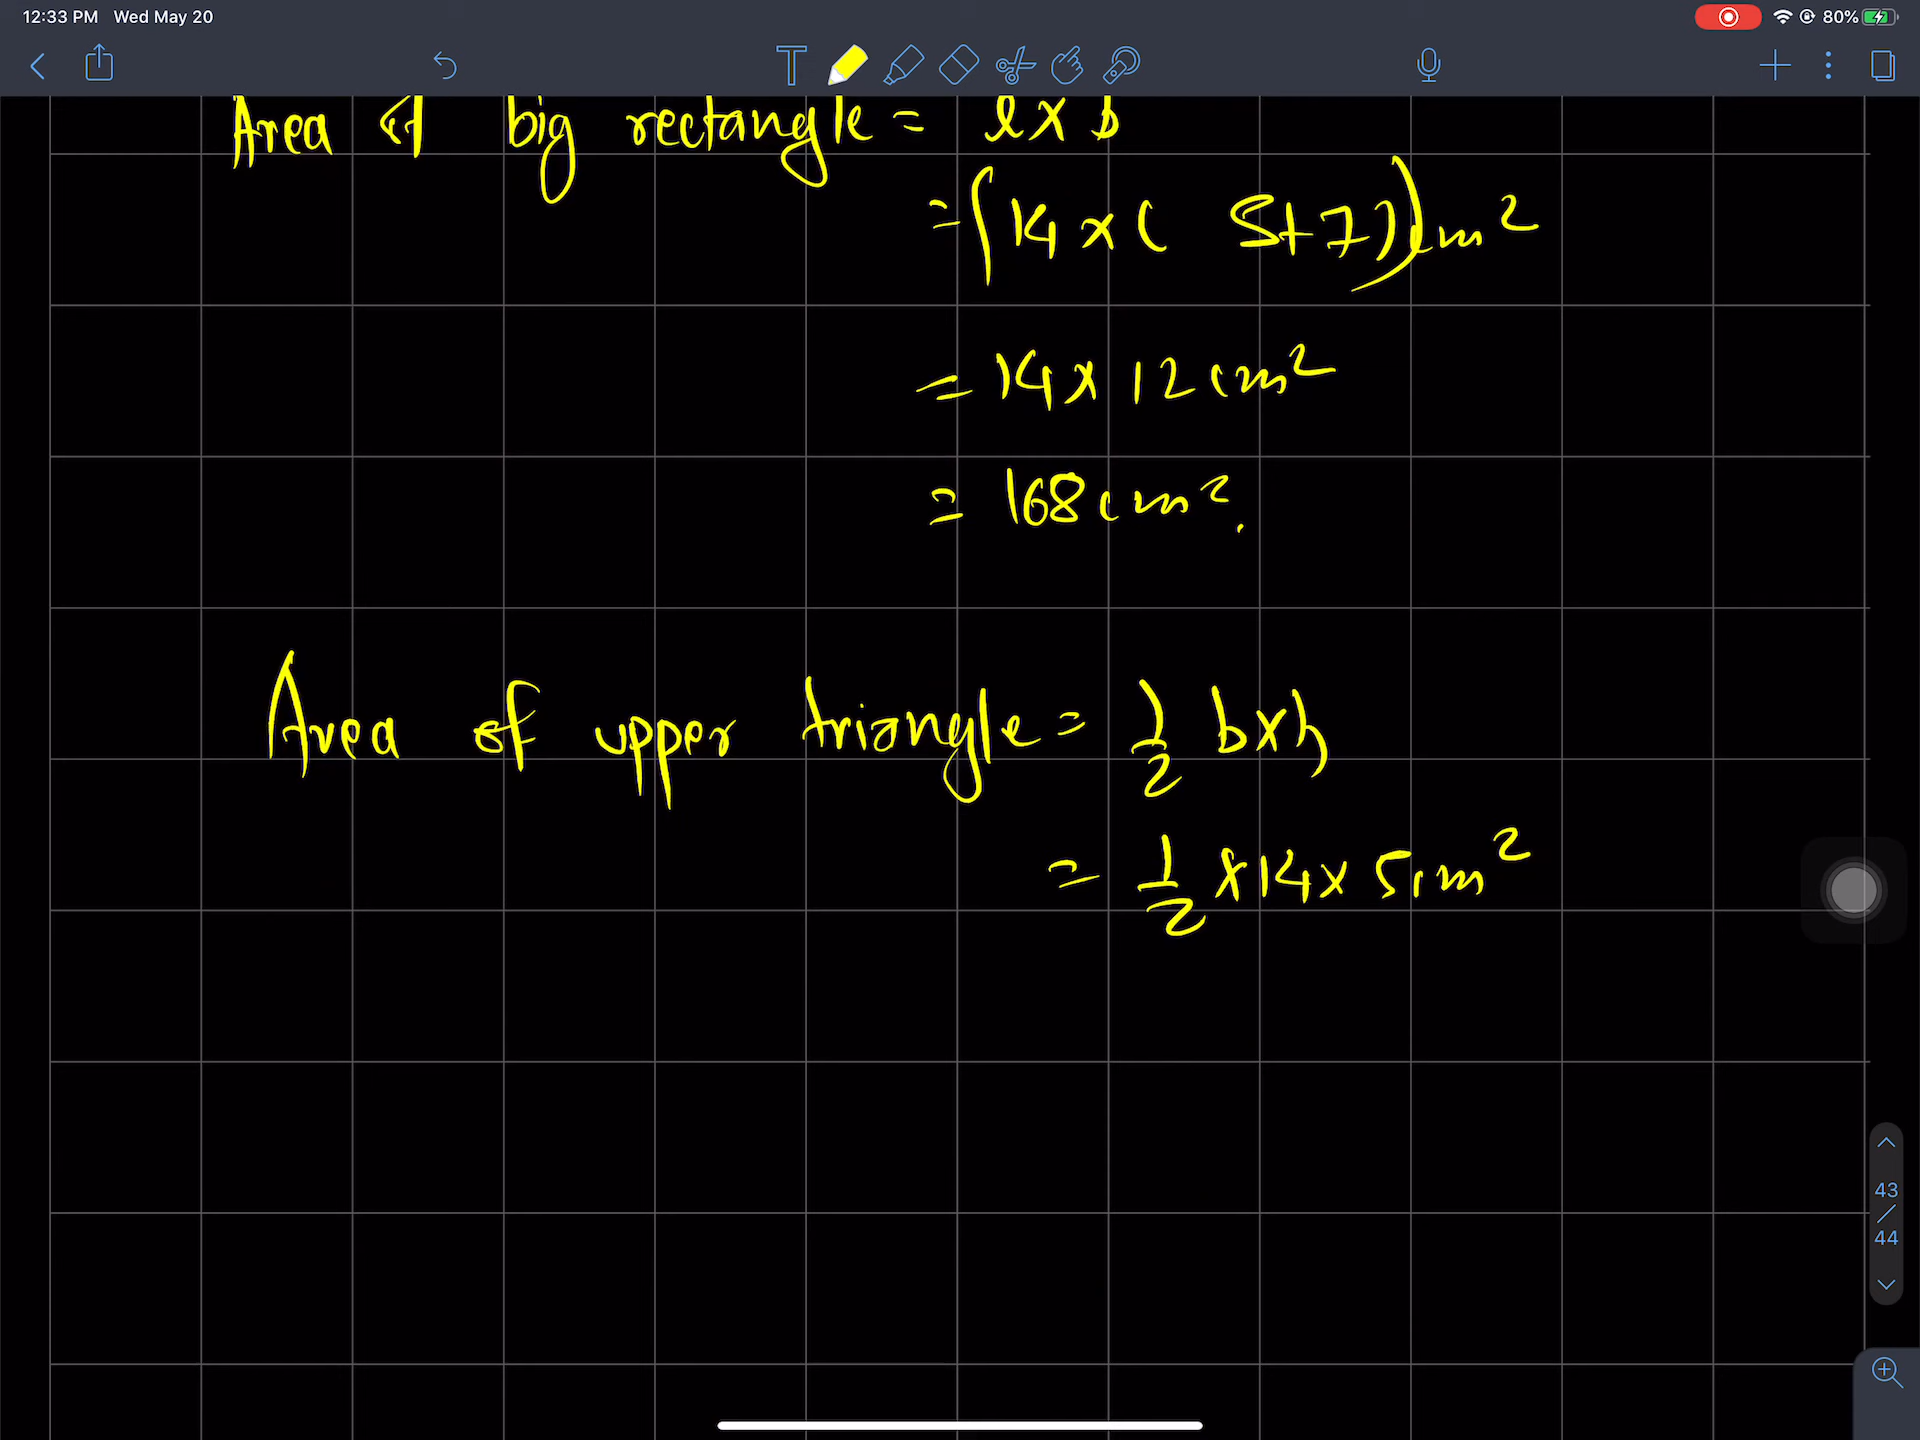 12:33 PM Wed May 20 80%
Area of big rectangle = l x b
= (14 x ( 5+7)) cm²
= 14 x 12 cm²
= 168 cm².
Area of upper triangle = 1/2 b x h
= 1/2 x 14 x 5 cm²
43
/
44